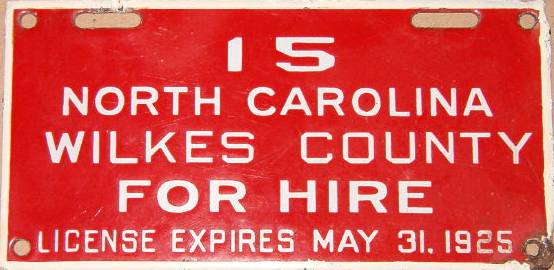 15
NORTH CAROLINA
WILKES COUNTY
FOR HIRE
LICENSE EXPIRES MAY 31, 1925